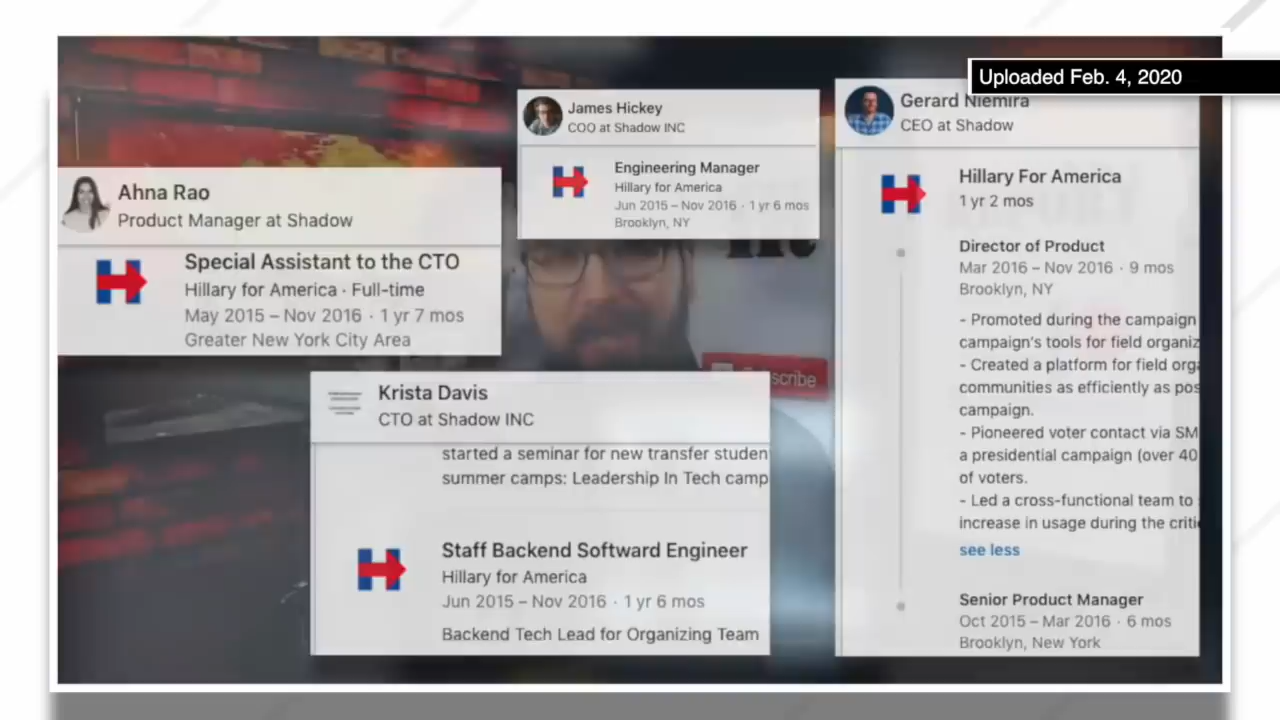 Uploaded Feb. 4, 2020
Ahna Rao
Product Manager at Shadow
Special Assistant to the CTO
Hillary for America · Full-time
May 2015 – Nov 2016 · 1 yr 7 mos
Greater New York City Area
James Hickey
COO at Shadow INC
Engineering Manager
Hillary for America
Jun 2015 – Nov 2016 · 1 yr 6 mos
Brooklyn, NY
Krista Davis
CTO at Shadow INC
started a seminar for new transfer studen
summer camps: Leadership In Tech camp
Staff Backend Softward Engineer
Hillary for America
Jun 2015 – Nov 2016 · 1 yr 6 mos
Backend Tech Lead for Organizing Team
Gerard Niemira
CEO at Shadow
Hillary For America
1 yr 2 mos
Director of Product
Mar 2016 – Nov 2016 · 9 mos
Brooklyn, NY
- Promoted during the campaign
campaign's tools for field organiz
- Created a platform for field orga
communities as efficiently as pos
campaign.
- Pioneered voter contact via SM
a presidential campaign (over 40
of voters.
- Led a cross-functional team to
increase in usage during the critic
see less
Senior Product Manager
Oct 2015 – Mar 2016 · 6 mos
Brooklyn, New York
scribe